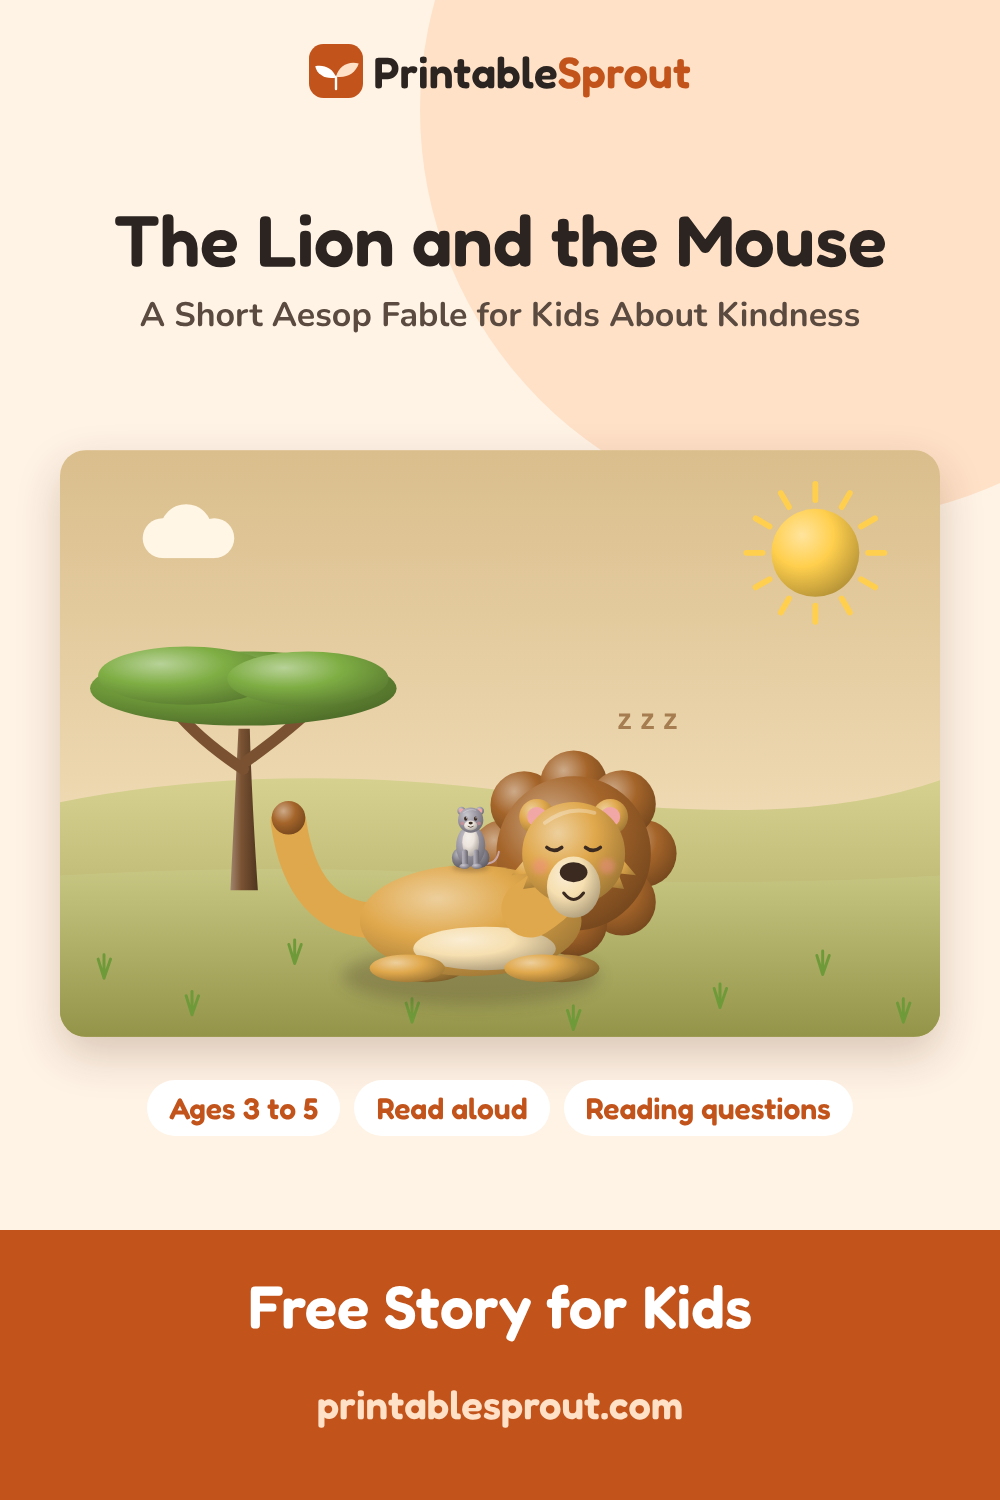 PrintableSprout
The Lion and the Mouse
A Short Aesop Fable for Kids About Kindness
z z z
Ages 3 to 5
Read aloud
Reading questions
Free Story for Kids
printablesprout.com